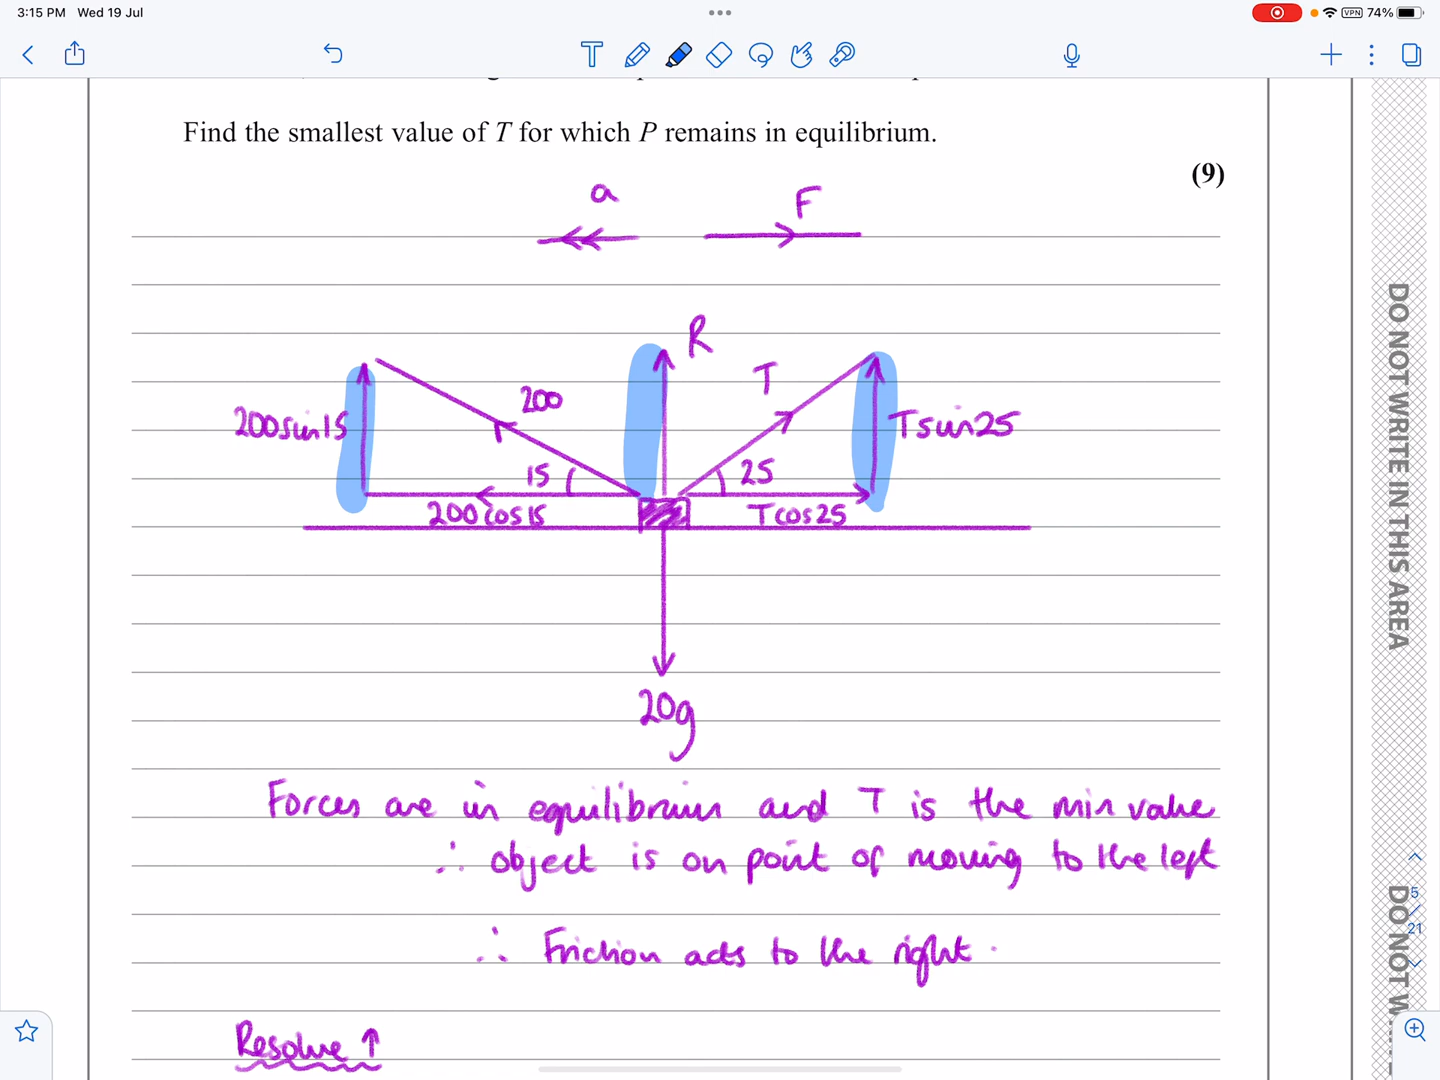 3:15 PM Wed 19 Jul
VPN 74%
Find the smallest value of T for which P remains in equilibrium.
(9)
a
F
R
T
200
200sin15
Tsin25
15
25
200cos15
Tcos25
20g
Forces are in equilibrium and T is the min value
∴ object is on point of moving to the left
∴ Friction acts to the right.
Resolve ↑
DO NOT WRITE IN THIS AREA
DO NOT W
5
21